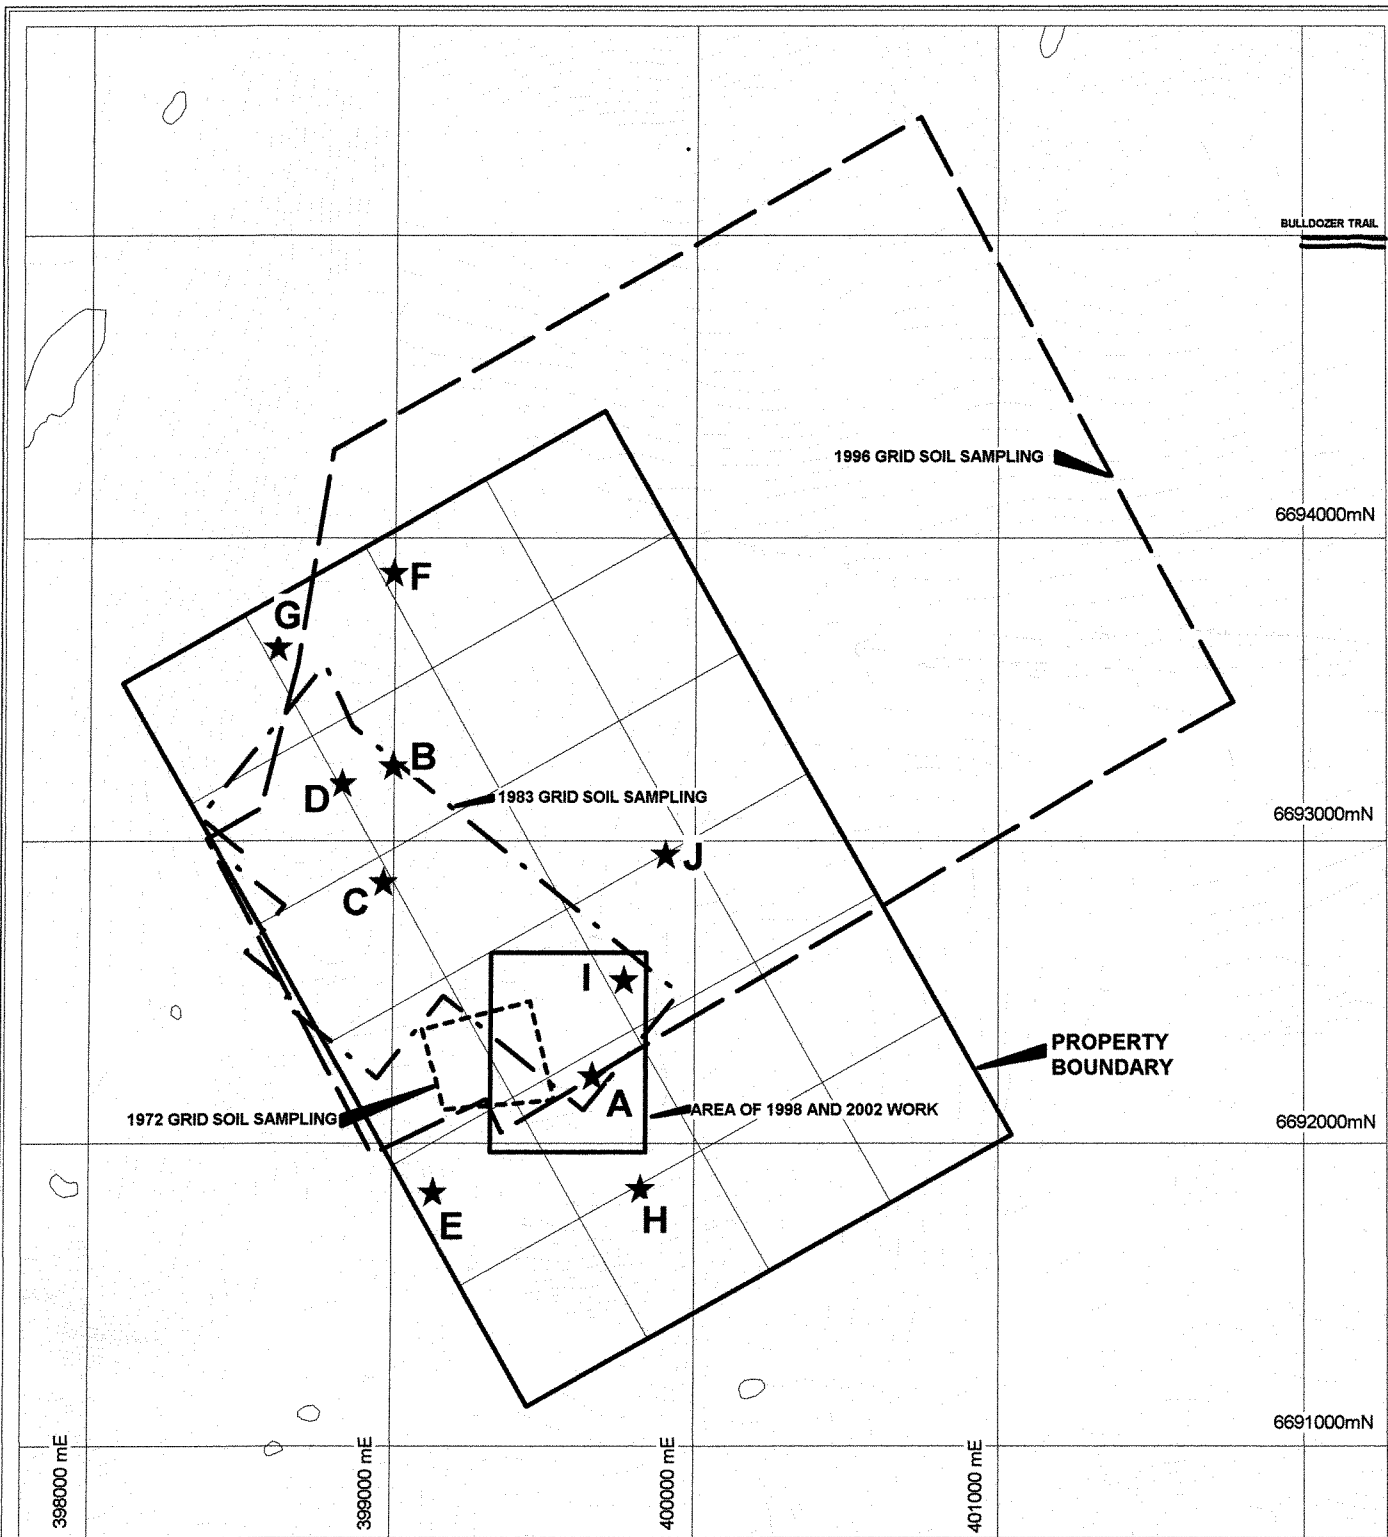 BULLDOZER TRAIL
1996 GRID SOIL SAMPLING
6694000mN
F
G
B
D
1983 GRID SOIL SAMPLING
6693000mN
J
C
I
PROPERTY
BOUNDARY
A
1972 GRID SOIL SAMPLING
AREA OF 1998 AND 2002 WORK
6692000mN
E
H
6691000mN
398000 mE
399000 mE
400000 mE
401000 mE